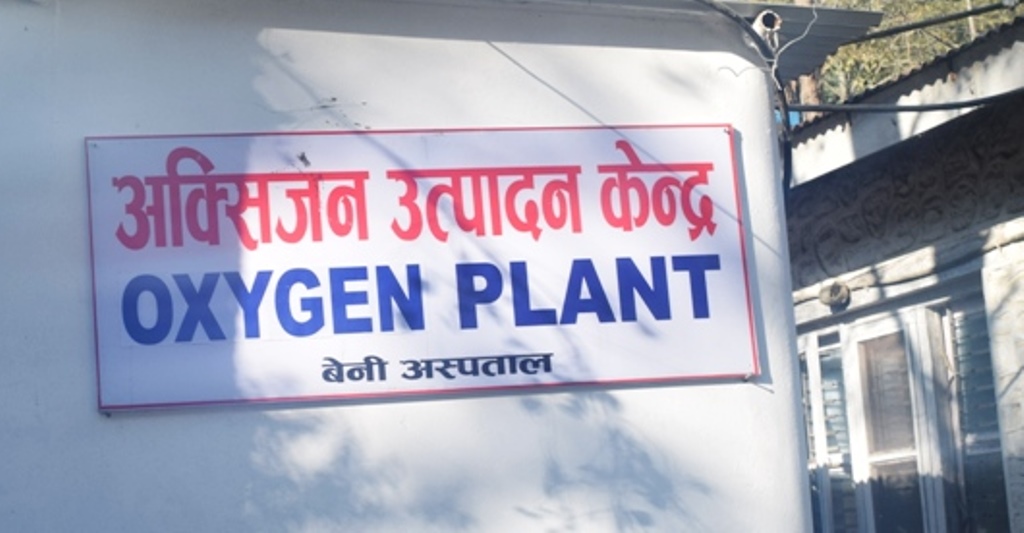 अक्सिजन उत्पादन केन्द्र
OXYGEN PLANT
बेनी अस्पताल